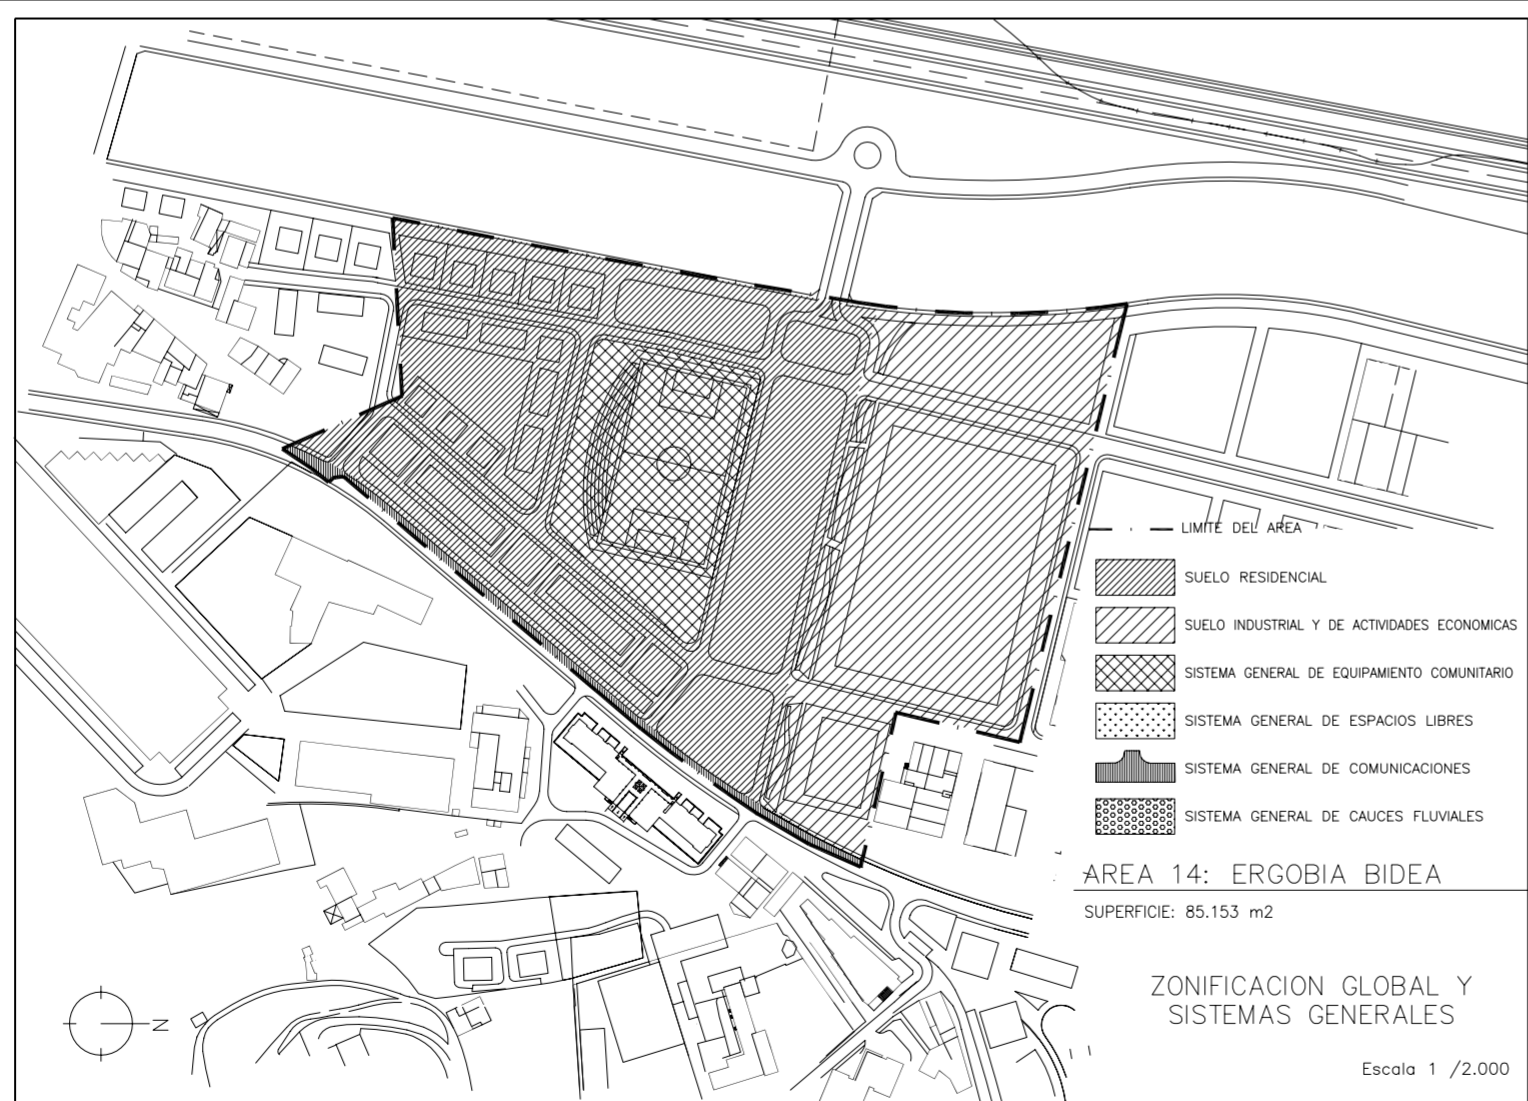 LIMITE DEL AREA
SUELO RESIDENCIAL
SUELO INDUSTRIAL Y DE ACTIVIDADES ECONOMICAS
SISTEMA GENERAL DE EQUIPAMIENTO COMUNITARIO
SISTEMA GENERAL DE ESPACIOS LIBRES
SISTEMA GENERAL DE COMUNICACIONES
SISTEMA GENERAL DE CAUCES FLUVIALES
AREA 14: ERGOBIA BIDEA
SUPERFICIE: 85.153 m2
ZONIFICACION GLOBAL Y
SISTEMAS GENERALES
N
Escala 1 /2.000